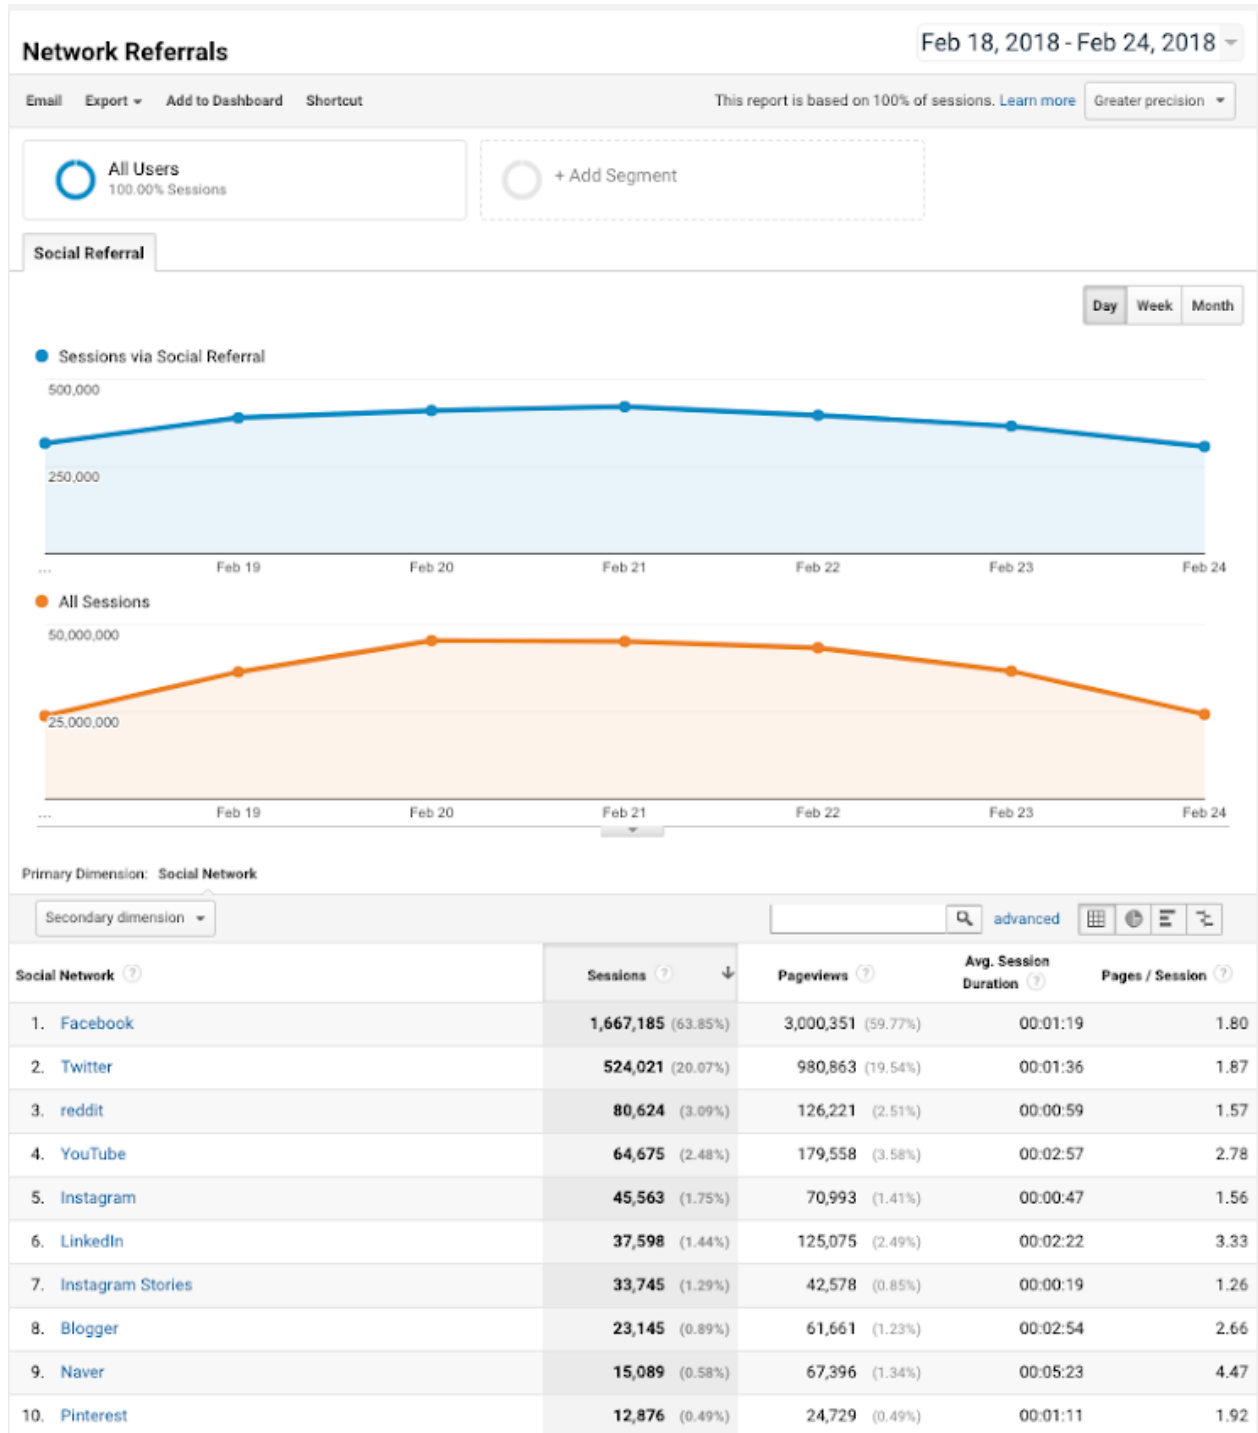 Network Referrals
Feb 18, 2018 - Feb 24, 2018
Email Export Add to Dashboard Shortcut
This report is based on 100% of sessions. Learn more Greater precision
All Users
100.00% Sessions
+ Add Segment
Social Referral
Day Week Month
Sessions via Social Referral
500,000
250,000
... Feb 19 Feb 20 Feb 21 Feb 22 Feb 23 Feb 24
All Sessions
50,000,000
25,000,000
... Feb 19 Feb 20 Feb 21 Feb 22 Feb 23 Feb 24
Primary Dimension: Social Network
Secondary dimension advanced
Social Network ? Sessions ? Pageviews ? Avg. Session Duration ? Pages / Session ?
1. Facebook 1,667,185 (63.85%) 3,000,351 (59.77%) 00:01:19 1.80
2. Twitter 524,021 (20.07%) 980,863 (19.54%) 00:01:36 1.87
3. reddit 80,624 (3.09%) 126,221 (2.51%) 00:00:59 1.57
4. YouTube 64,675 (2.48%) 179,558 (3.58%) 00:02:57 2.78
5. Instagram 45,563 (1.75%) 70,993 (1.41%) 00:00:47 1.56
6. LinkedIn 37,598 (1.44%) 125,075 (2.49%) 00:02:22 3.33
7. Instagram Stories 33,745 (1.29%) 42,578 (0.85%) 00:00:19 1.26
8. Blogger 23,145 (0.89%) 61,661 (1.23%) 00:02:54 2.66
9. Naver 15,089 (0.58%) 67,396 (1.34%) 00:05:23 4.47
10. Pinterest 12,876 (0.49%) 24,729 (0.49%) 00:01:11 1.92